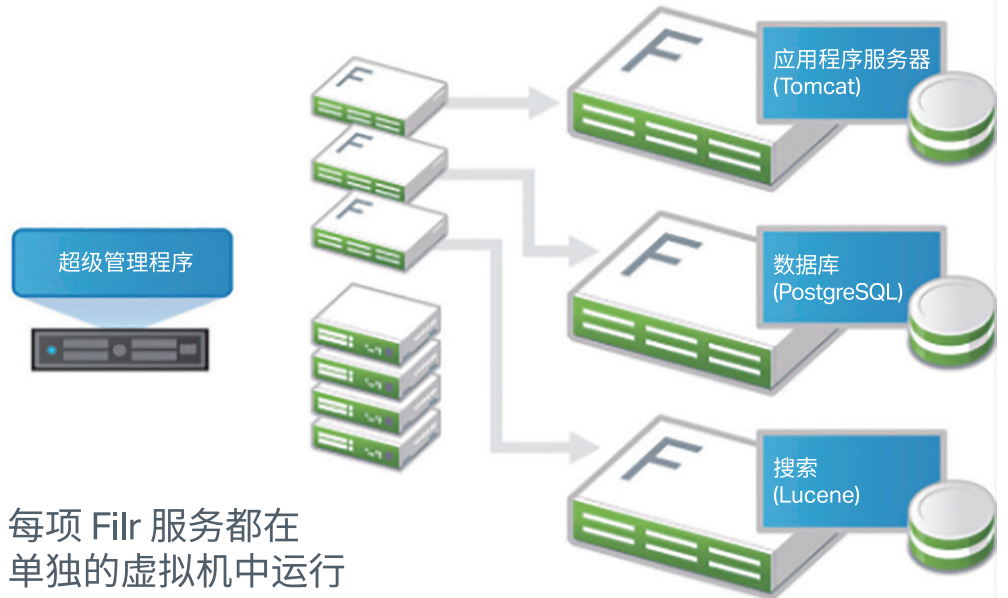 F
应用程序服务器
(Tomcat)
F
F
F
超级管理程序
F
数据库
(PostgreSQL)
F
搜索
(Lucene)
每项 Filr 服务都在
单独的虚拟机中运行